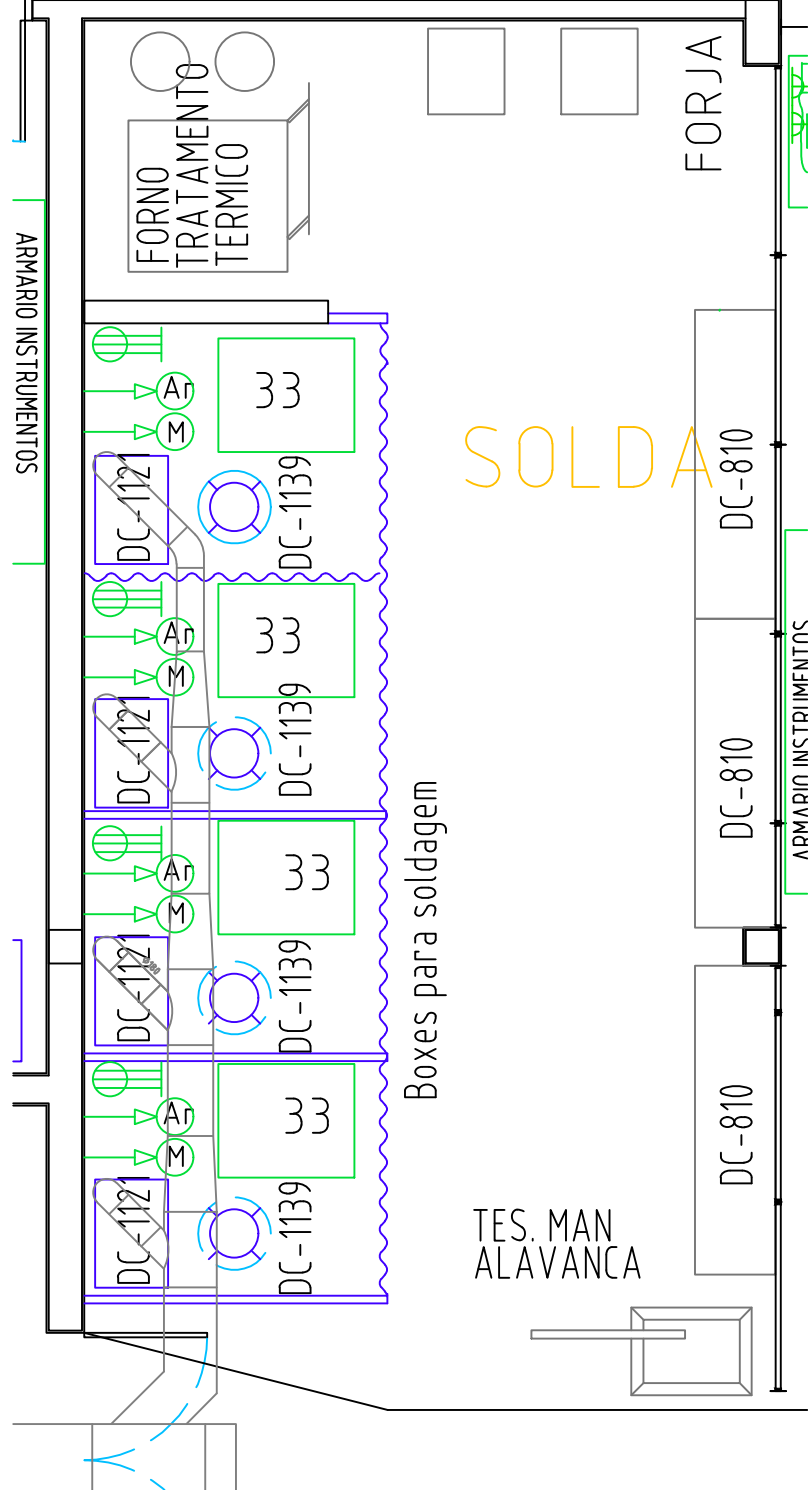 FORNO
TRATAMENTO
TERMICO
FORJA
ARMARIO INSTRUMENTOS
Ar
M
33
DC-1121
DC-1139
SOLDA
DC-810
Ar
M
33
DC-1121
DC-1139
DC-810
ARMARIO INSTRUMENTOS
Boxes para soldagem
Ar
M
33
DC-1121
DC-1139
Ar
M
33
DC-1121
DC-1139
DC-810
TES. MAN
ALAVANCA